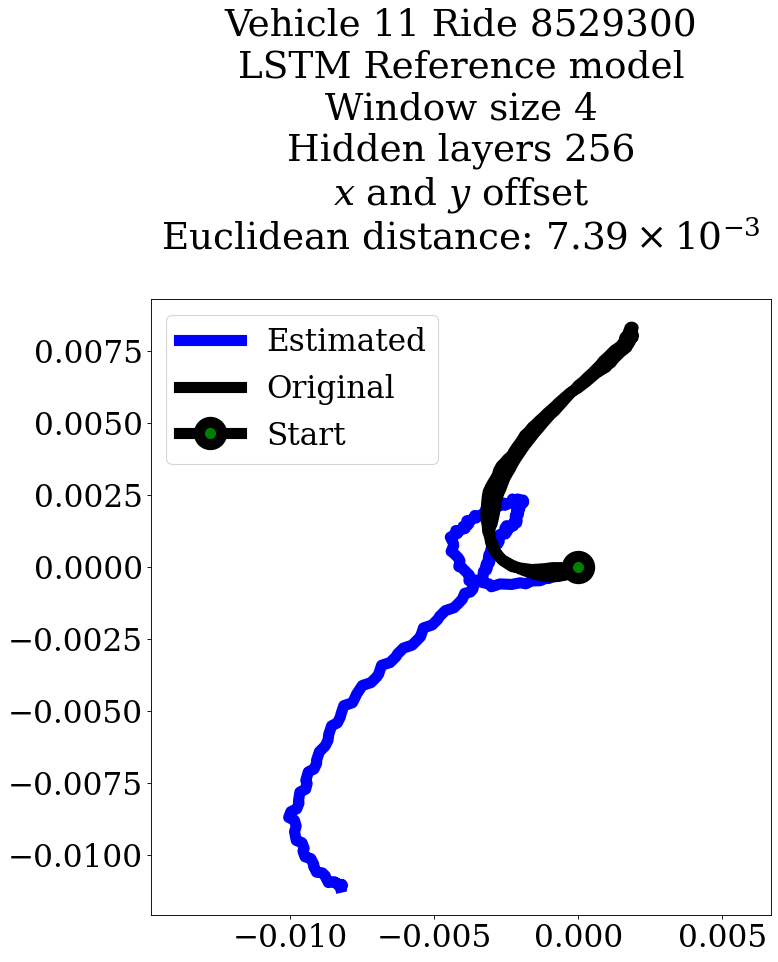 Vehicle 11 Ride 8529300
LSTM Reference model
Window size 4
Hidden layers 256
x and y offset
Euclidean distance: 7.39 × 10⁻³
Estimated
Original
Start
0.0075
0.0050
0.0025
0.0000
−0.0025
−0.0050
−0.0075
−0.0100
−0.010 −0.005 0.000 0.005